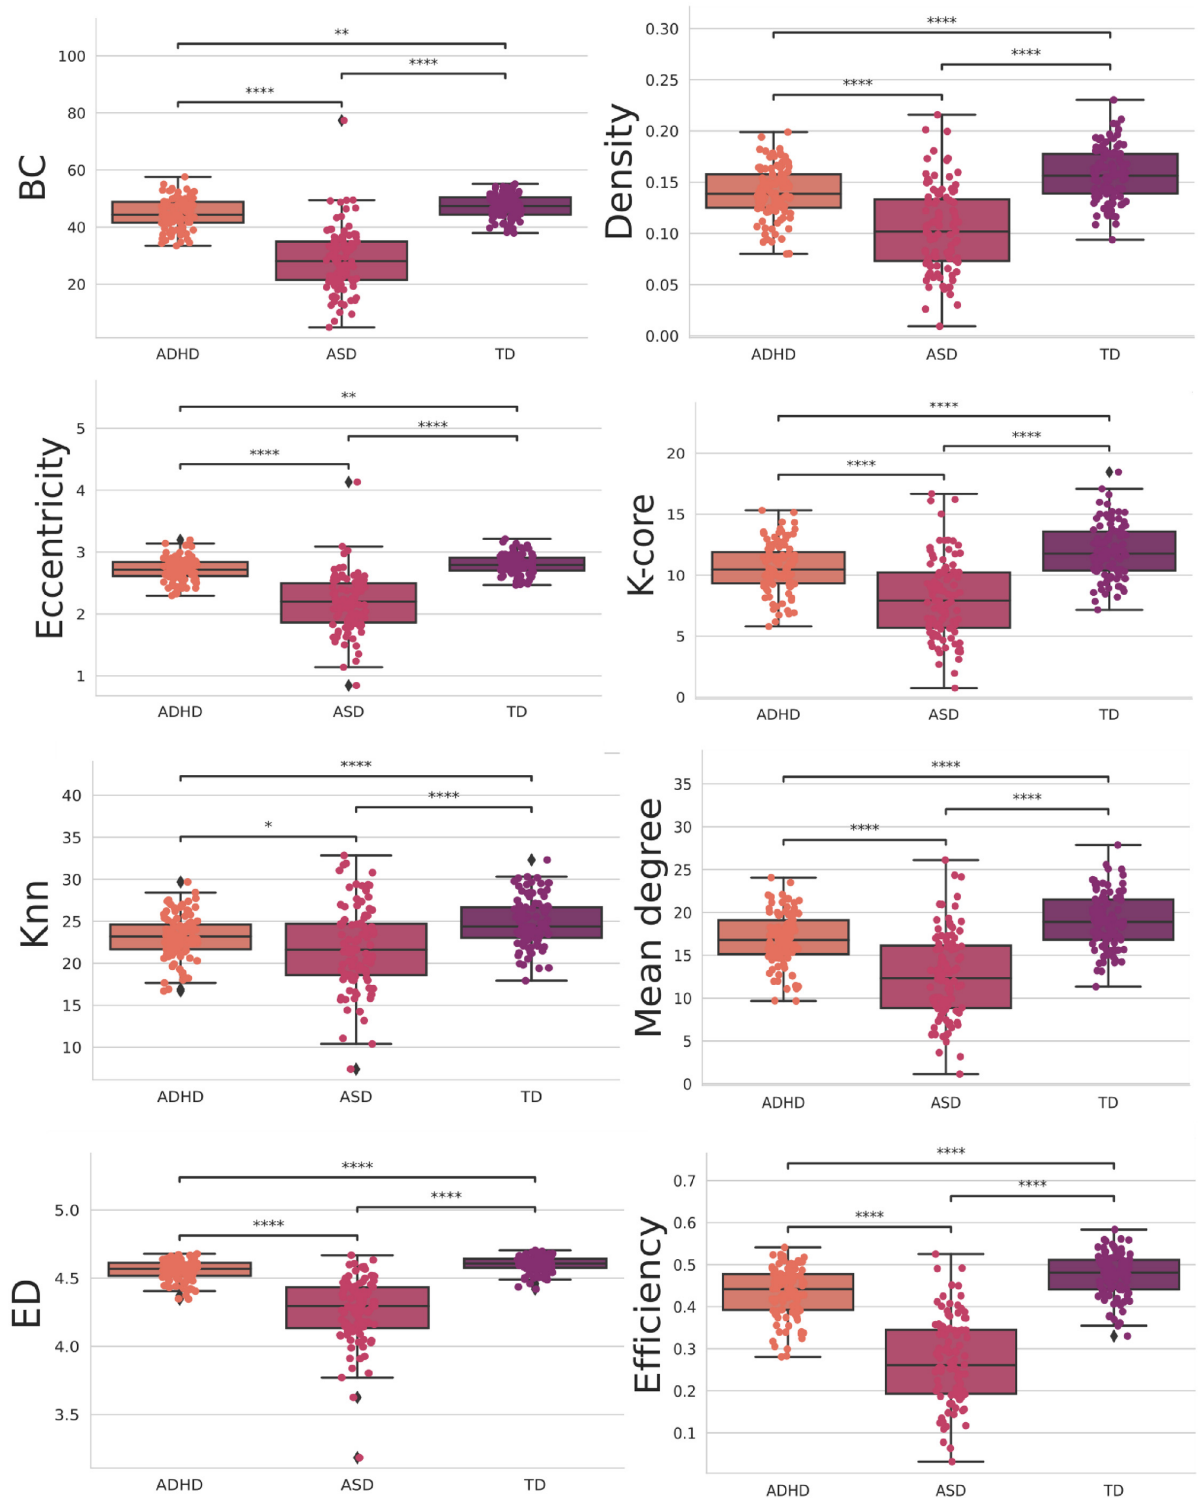 BC
**
****
****
100
80
60
40
20
ADHD
ASD
TD
Density
****
****
****
0.30
0.25
0.20
0.15
0.10
0.05
0.00
ADHD
ASD
TD
Eccentricity
**
****
****
5
4
3
2
1
ADHD
ASD
TD
K-core
****
****
****
20
15
10
5
0
ADHD
ASD
TD
Knn
****
****
*
40
35
30
25
20
15
10
ADHD
ASD
TD
Mean degree
****
****
****
35
30
25
20
15
10
5
0
ADHD
ASD
TD
ED
****
****
****
5.0
4.5
4.0
3.5
ADHD
ASD
TD
Efficiency
****
****
****
0.7
0.6
0.5
0.4
0.3
0.2
0.1
ADHD
ASD
TD